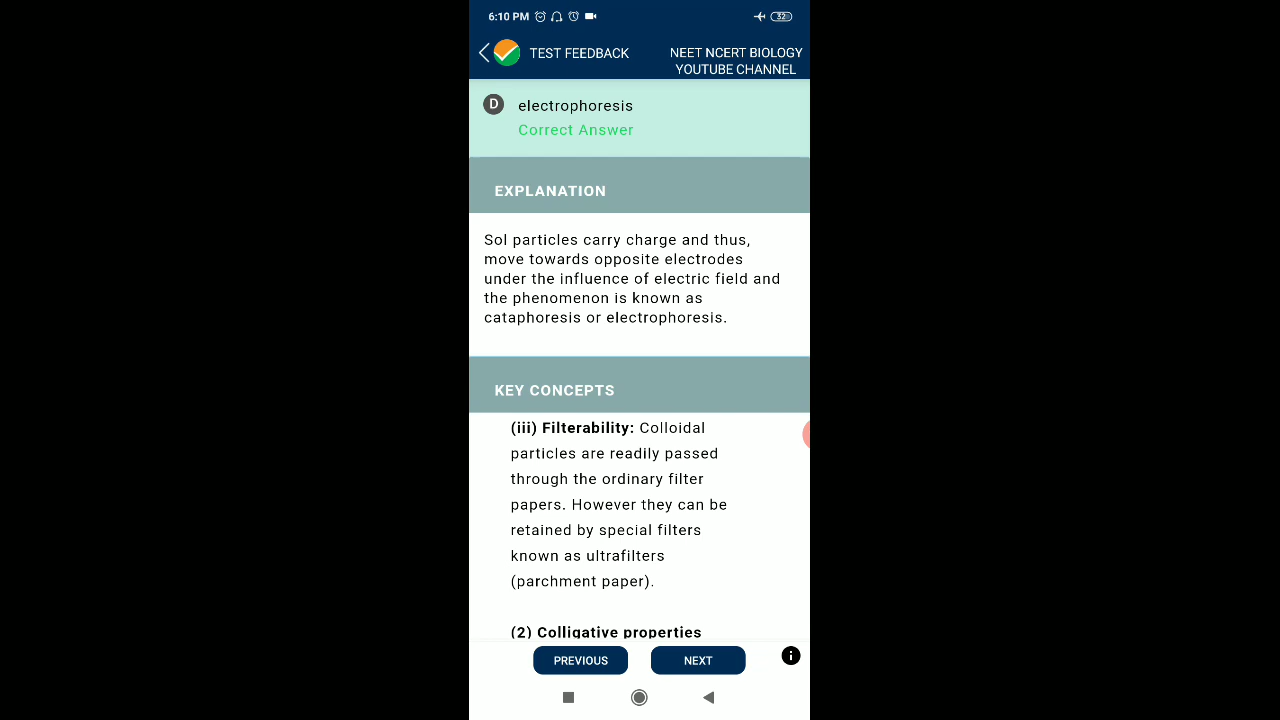 6:10 PM 32
TEST FEEDBACK
NEET NCERT BIOLOGY
YOUTUBE CHANNEL
D electrophoresis
Correct Answer
EXPLANATION
Sol particles carry charge and thus,
move towards opposite electrodes
under the influence of electric field and
the phenomenon is known as
cataphoresis or electrophoresis.
KEY CONCEPTS
(iii) Filterability: Colloidal
particles are readily passed
through the ordinary filter
papers. However they can be
retained by special filters
known as ultrafilters
(parchment paper).
(2) Colligative properties
PREVIOUS NEXT